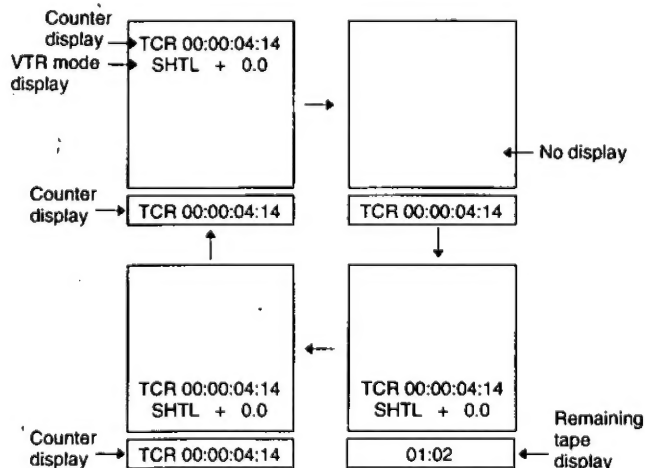 Counter
display
TCR 00:00:04:14
VTR mode
display
SHTL + 0.0
No display
Counter
display
TCR 00:00:04:14
TCR 00:00:04:14
TCR 00:00:04:14
SHTL + 0.0
TCR 00:00:04:14
SHTL + 0.0
Counter
display
TCR 00:00:04:14
01:02
Remaining
tape
display